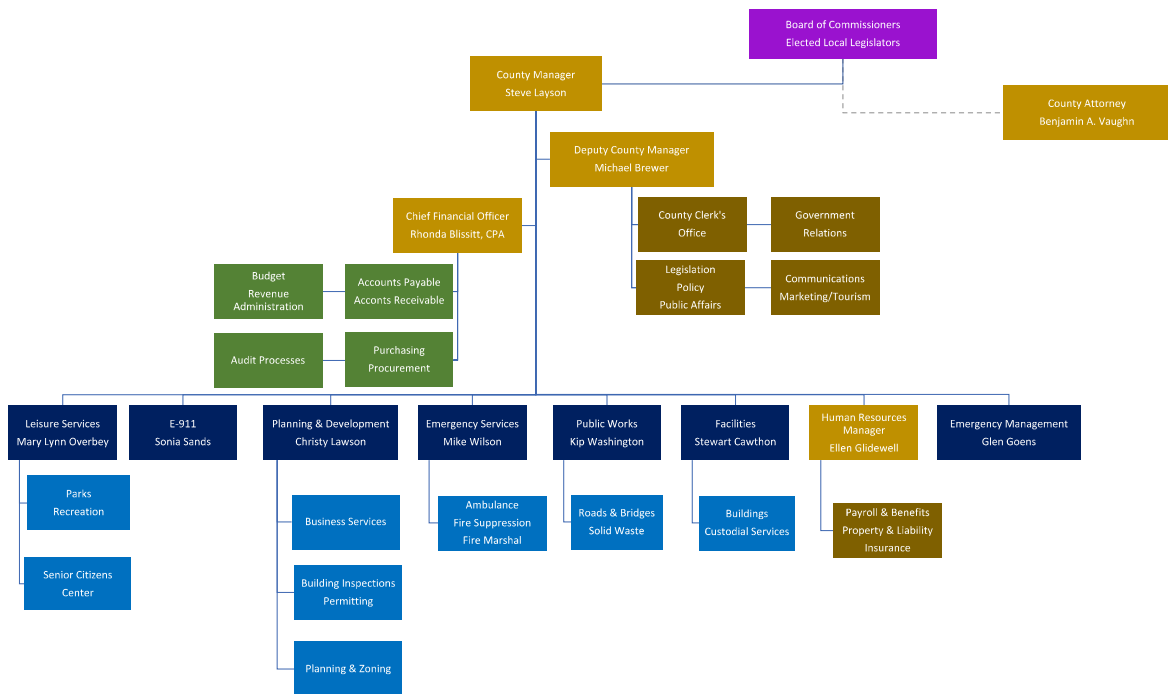 Board of Commissioners
Elected Local Legislators
County Manager
Steve Layson
County Attorney
Benjamin A. Vaughn
Deputy County Manager
Michael Brewer
Chief Financial Officer
Rhonda Blissitt, CPA
County Clerk's
Office
Government
Relations
Legislation
Policy
Public Affairs
Communications
Marketing/Tourism
Budget
Revenue
Administration
Accounts Payable
Acconts Receivable
Audit Processes
Purchasing
Procurement
Leisure Services
Mary Lynn Overbey
E-911
Sonia Sands
Planning & Development
Christy Lawson
Emergency Services
Mike Wilson
Public Works
Kip Washington
Facilities
Stewart Cawthon
Human Resources
Manager
Ellen Glidewell
Emergency Management
Glen Goens
Parks
Recreation
Senior Citizens
Center
Business Services
Building Inspections
Permitting
Planning & Zoning
Ambulance
Fire Suppression
Fire Marshal
Roads & Bridges
Solid Waste
Buildings
Custodial Services
Payroll & Benefits
Property & Liability
Insurance